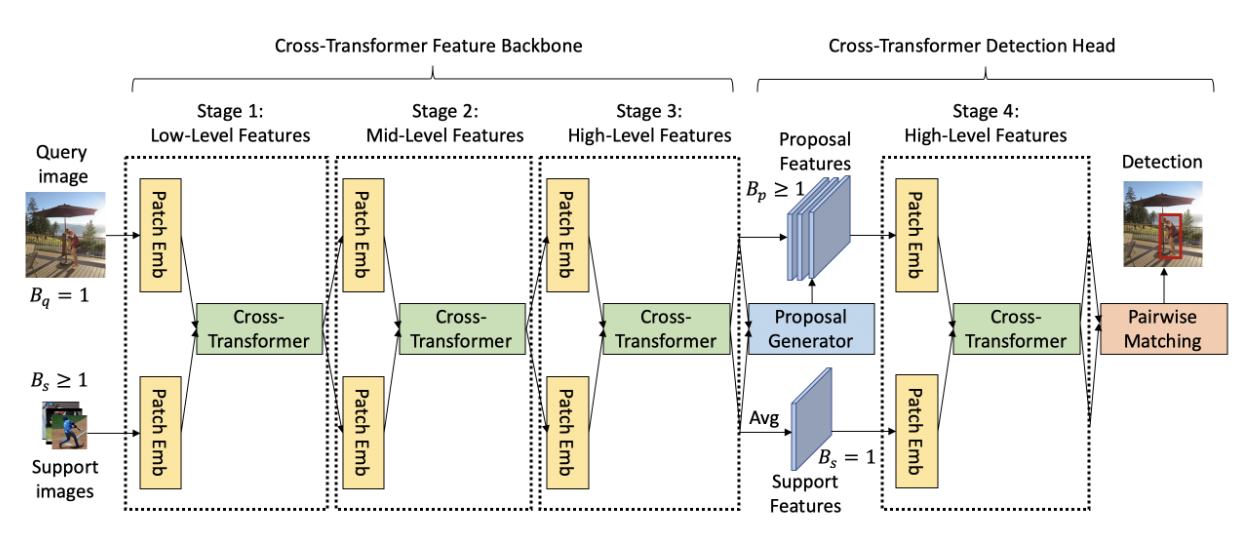 Cross-Transformer Feature Backbone
Cross-Transformer Detection Head
Stage 1:
Low-Level Features
Stage 2:
Mid-Level Features
Stage 3:
High-Level Features
Stage 4:
High-Level Features
Query
image
B_q = 1
B_s ≥ 1
Support
images
Patch Emb
Patch Emb
Cross-
Transformer
Patch Emb
Patch Emb
Cross-
Transformer
Patch Emb
Patch Emb
Cross-
Transformer
Proposal
Features
B_p ≥ 1
Proposal
Generator
Avg
B_s = 1
Support
Features
Patch Emb
Patch Emb
Cross-
Transformer
Detection
Pairwise
Matching